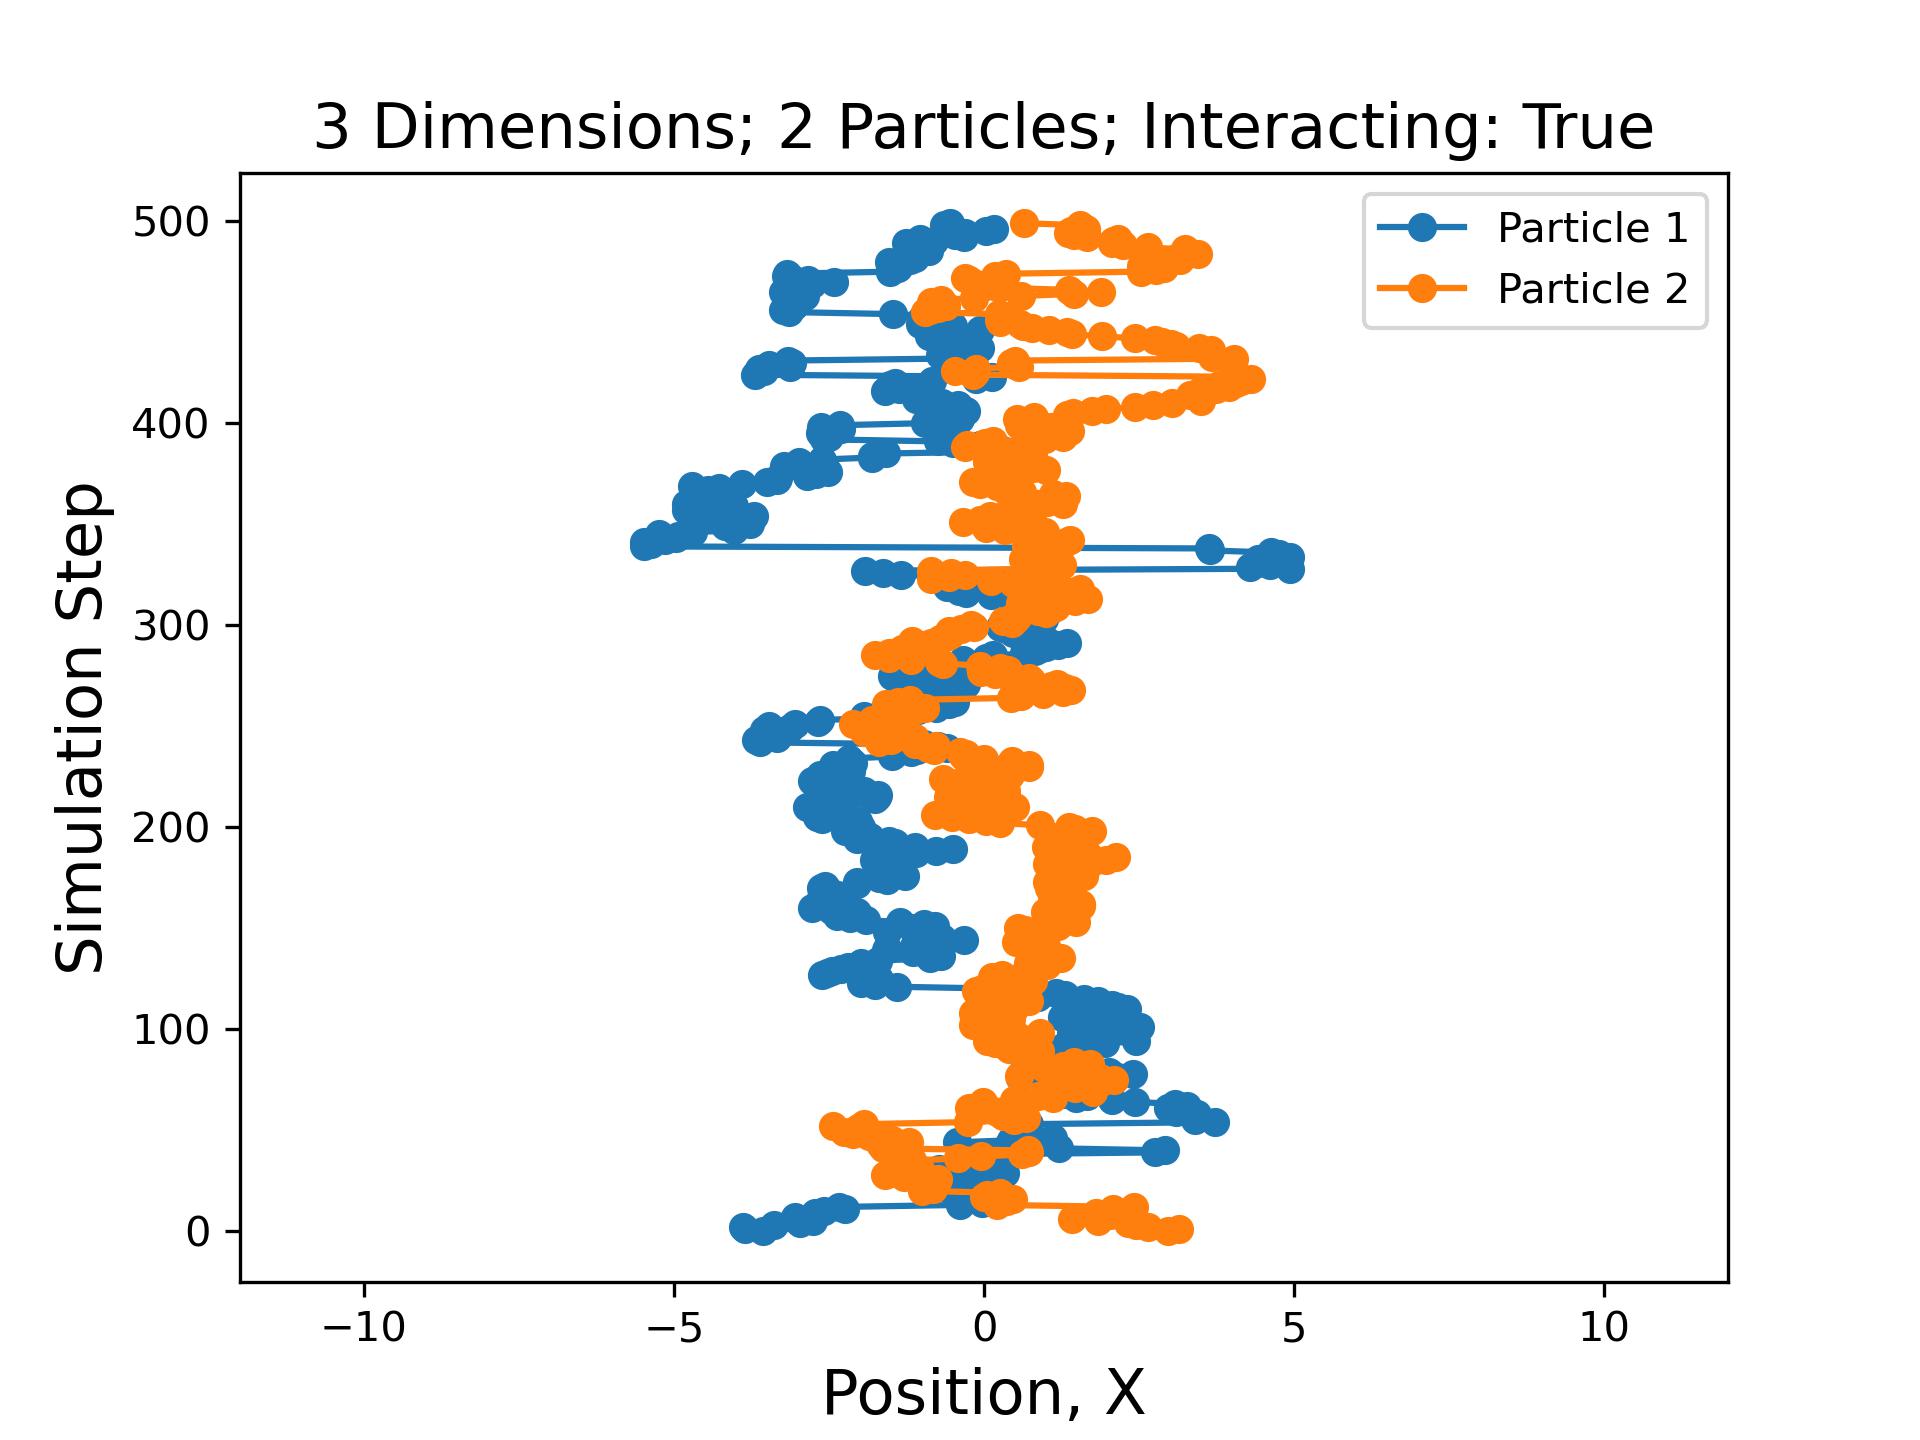 3 Dimensions; 2 Particles; Interacting: True
Particle 1
Particle 2
Simulation Step
500
400
300
200
100
0
−10
−5
0
5
10
Position, X